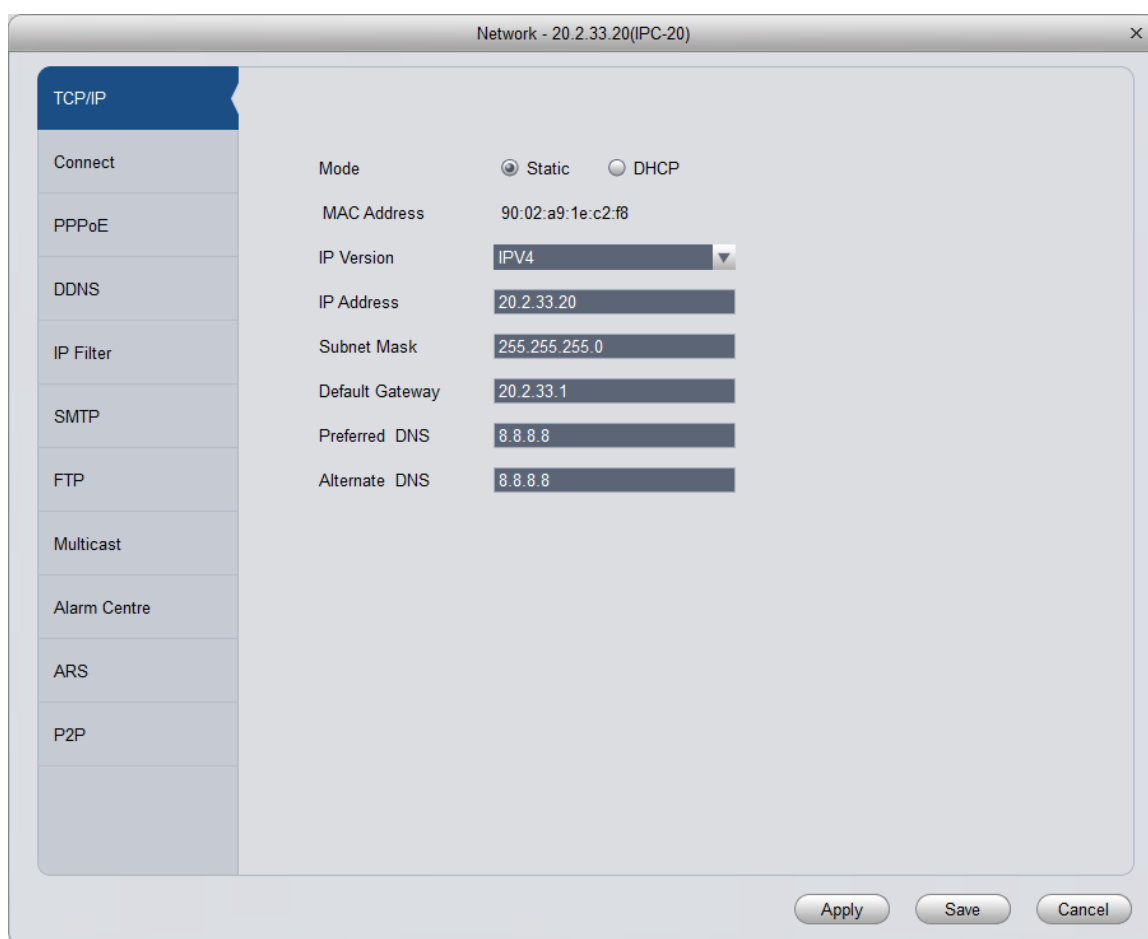 Network - 20.2.33.20(IPC-20)
TCP/IP
Connect
PPPoE
DDNS
IP Filter
SMTP
FTP
Multicast
Alarm Centre
ARS
P2P
Mode Static DHCP
MAC Address 90:02:a9:1e:c2:f8
IP Version IPV4
IP Address 20.2.33.20
Subnet Mask 255.255.255.0
Default Gateway 20.2.33.1
Preferred DNS 8.8.8.8
Alternate DNS 8.8.8.8
Apply Save Cancel